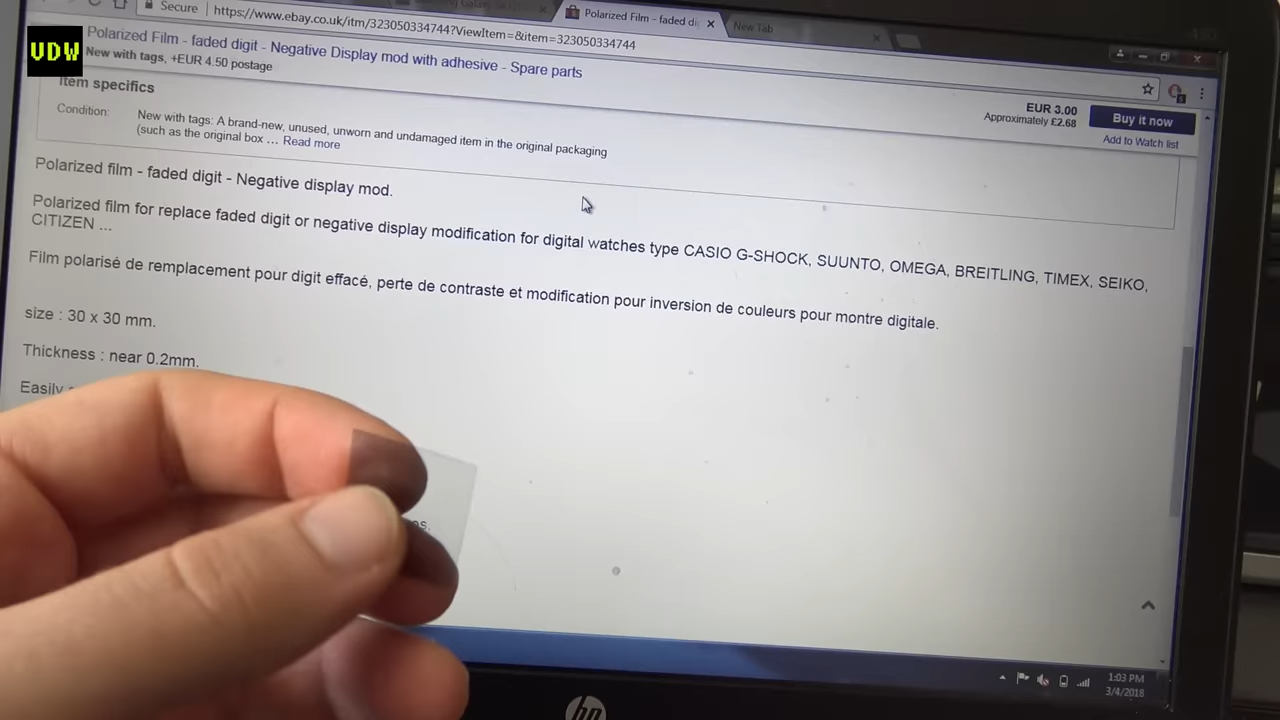 Secure https://www.ebay.co.uk/itm/323050334744?ViewItem=&item=323050334744
Polarized Film - faded di
New Tab
VDW
Polarized Film - faded digit - Negative Display mod with adhesive - Spare parts
New with tags, +EUR 4.50 postage
EUR 3.00
Approximately £2.68
Buy it now
Add to Watch list
Item specifics
Condition:
New with tags: A brand-new, unused, unworn and undamaged item in the original packaging
(such as the original box ... Read more
Polarized film - faded digit - Negative display mod.
Polarized film for replace faded digit or negative display modification for digital watches type CASIO G-SHOCK, SUUNTO, OMEGA, BREITLING, TIMEX, SEIKO,
CITIZEN ...
Film polarisé de remplacement pour digit effacé, perte de contraste et modification pour inversion de couleurs pour montre digitale.
size : 30 x 30 mm.
Thickness : near 0.2mm.
Easily
1:03 PM
3/4/2018
hp